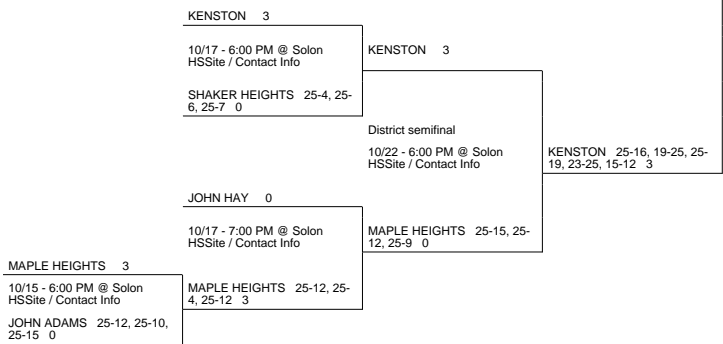 KENSTON 3
10/17 - 6:00 PM @ Solon
HSSite / Contact Info
SHAKER HEIGHTS 25-4, 25-
6, 25-7 0
KENSTON 3
District semifinal
10/22 - 6:00 PM @ Solon
HSSite / Contact Info
KENSTON 25-16, 19-25, 25-
19, 23-25, 15-12 3
JOHN HAY 0
10/17 - 7:00 PM @ Solon
HSSite / Contact Info
MAPLE HEIGHTS 25-15, 25-
12, 25-9 0
MAPLE HEIGHTS 3
10/15 - 6:00 PM @ Solon
HSSite / Contact Info
MAPLE HEIGHTS 25-12, 25-
4, 25-12 3
JOHN ADAMS 25-12, 25-10,
25-15 0